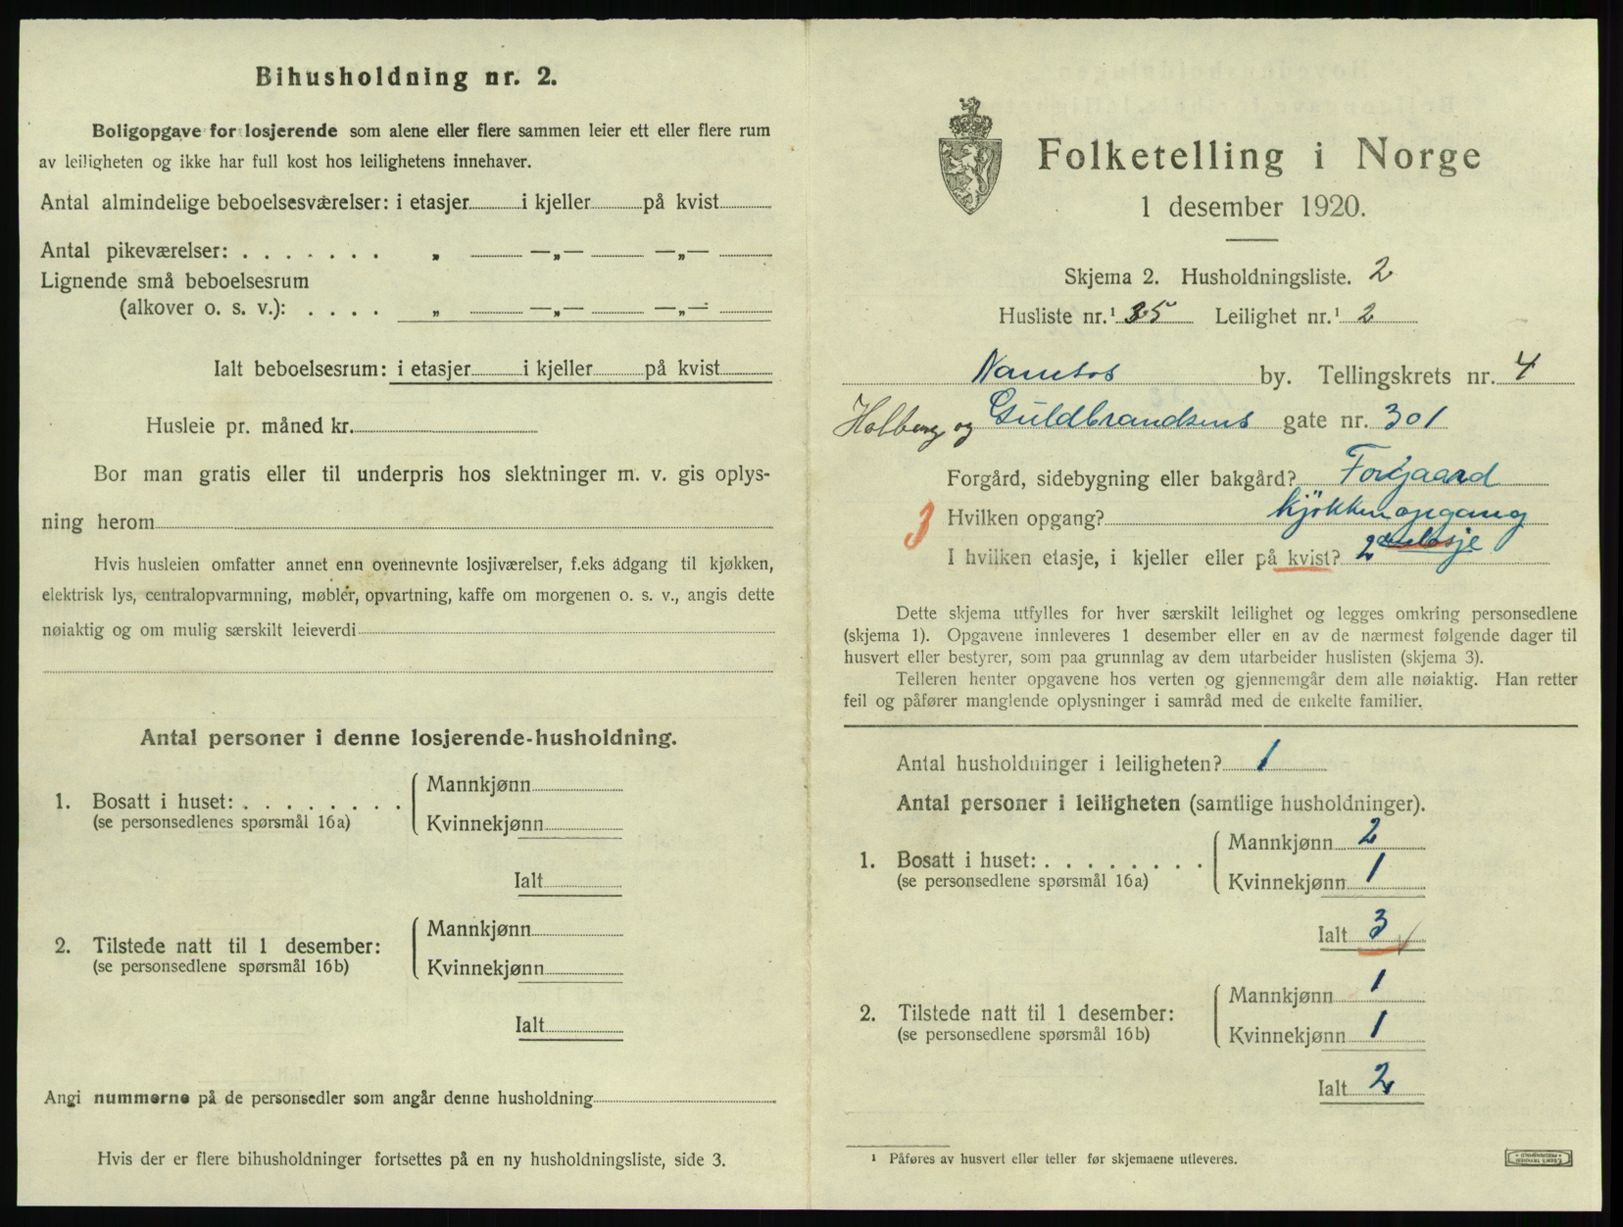 Bihusholdning nr. 2.
Boligopgave for losjerende som alene eller flere sammen leier ett eller flere rum
av leiligheten og ikke har full kost hos leilighetens innehaver.
Antal almindelige beboelsesværelser: i etasjer i kjeller på kvist
Antal pikeværelser: . . . . . . . „ —„— —„—
Lignende små beboelsesrum
(alkover o. s. v.): . . . . „ —„— —„—
Ialt beboelsesrum: i etasjer i kjeller på kvist
Husleie pr. måned kr.
Bor man gratis eller til underpris hos slektninger m. v. gis oplys-
ning herom
Hvis husleien omfatter annet enn ovennevnte losjiværelser, f.eks adgang til kjøkken,
elektrisk lys, centralopvarmning, møbler, opvartning, kaffe om morgenen o. s. v., angis dette
nøiaktig og om mulig særskilt leieverdi
Antal personer i denne losjerende-husholdning.
1. Bosatt i huset: . . . . . . . .
(se personsedlenes spørsmål 16a)
Mannkjønn
Kvinnekjønn
Ialt
2. Tilstede natt til 1 desember:
(se personsedlene spørsmål 16b)
Mannkjønn
Kvinnekjønn
Ialt
Angi nummerne på de personsedler som angår denne husholdning
Hvis der er flere bihusholdninger fortsettes på en ny husholdningsliste, side 3.
Folketelling i Norge
1 desember 1920.
Skjema 2. Husholdningsliste. 2
Husliste nr.¹ 35 Leilighet nr.¹ 2
Namsos by. Tellingskrets nr. 4
Holberg og Guldbrandsens gate nr. 301
Forgård, sidebygning eller bakgård? Forgaard
3 Hvilken opgang? kjökkenopgang
I hvilken etasje, i kjeller eller på kvist? 2
Dette skjema utfylles for hver særskilt leilighet og legges omkring personsedlene
(skjema 1). Opgavene innleveres 1 desember eller en av de nærmest følgende dager til
husvert eller bestyrer, som paa grunnlag av dem utarbeider huslisten (skjema 3).
Telleren henter opgavene hos verten og gjennemgår dem alle nøiaktig. Han retter
feil og påfører manglende oplysninger i samråd med de enkelte familier.
Antal husholdninger i leiligheten? 1
Antal personer i leiligheten (samtlige husholdninger).
1. Bosatt i huset: . . . . . . . .
(se personsedlene spørsmål 16a)
Mannkjønn 2
Kvinnekjønn 1
Ialt 3
2. Tilstede natt til 1 desember:
(se personsedlene spørsmål 16b)
Mannkjønn 1
Kvinnekjønn 1
Ialt 2
¹ Påføres av husvert eller teller før skjemaene utleveres.